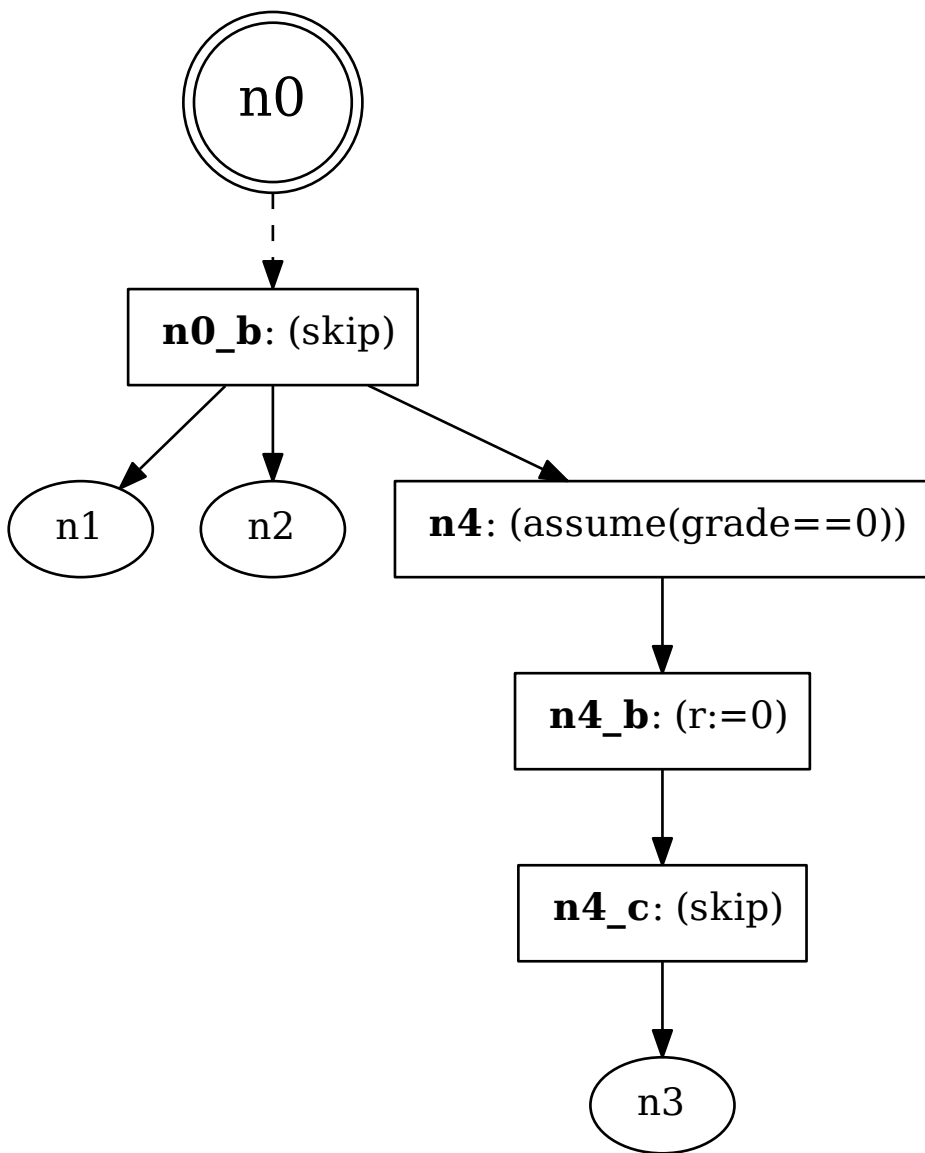 n0
n0_b: (skip)
n1
n2
n4: (assume(grade==0))
n4_b: (r:=0)
n4_c: (skip)
n3